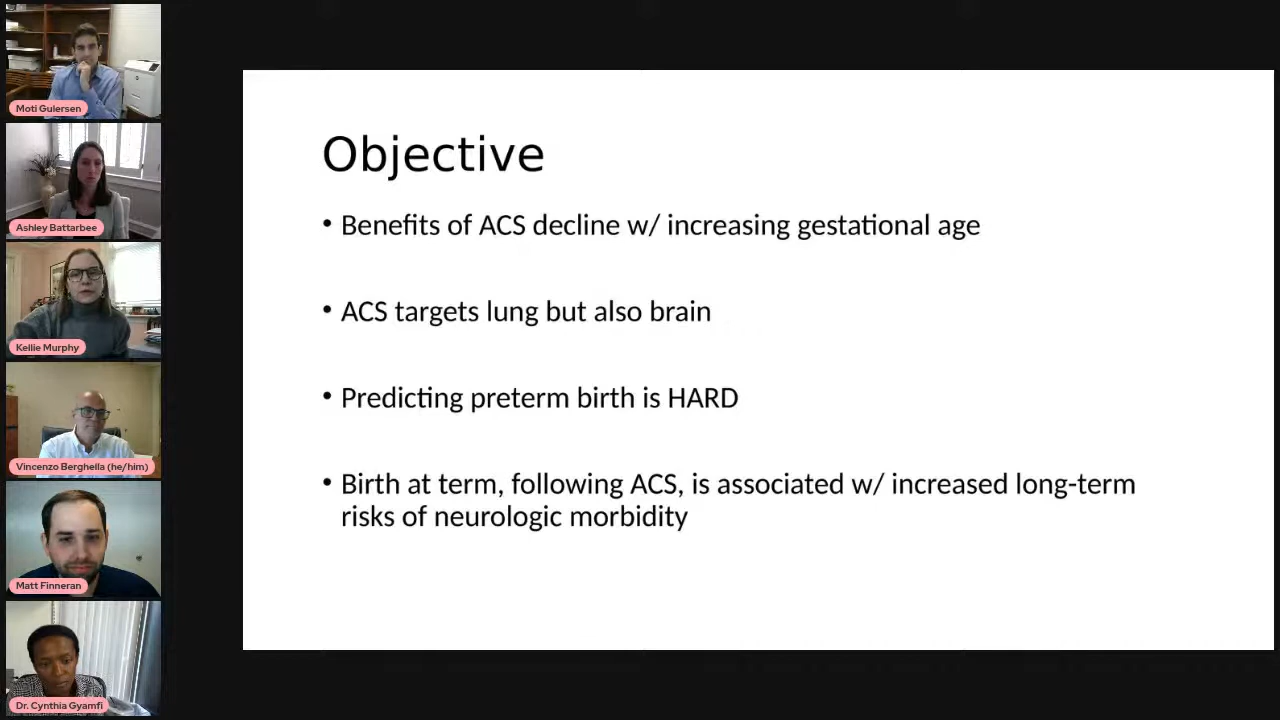 Moti Gulersen
Ashley Battarbee
Kellie Murphy
Vincenzo Berghella (he/him)
Matt Finneran
Dr. Cynthia Gyamfi
Objective
• Benefits of ACS decline w/ increasing gestational age
• ACS targets lung but also brain
• Predicting preterm birth is HARD
• Birth at term, following ACS, is associated w/ increased long-term
risks of neurologic morbidity